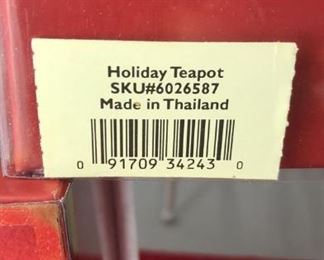 Holiday Teapot
SKU#6026587
Made in Thailand
0 91709 34243 0